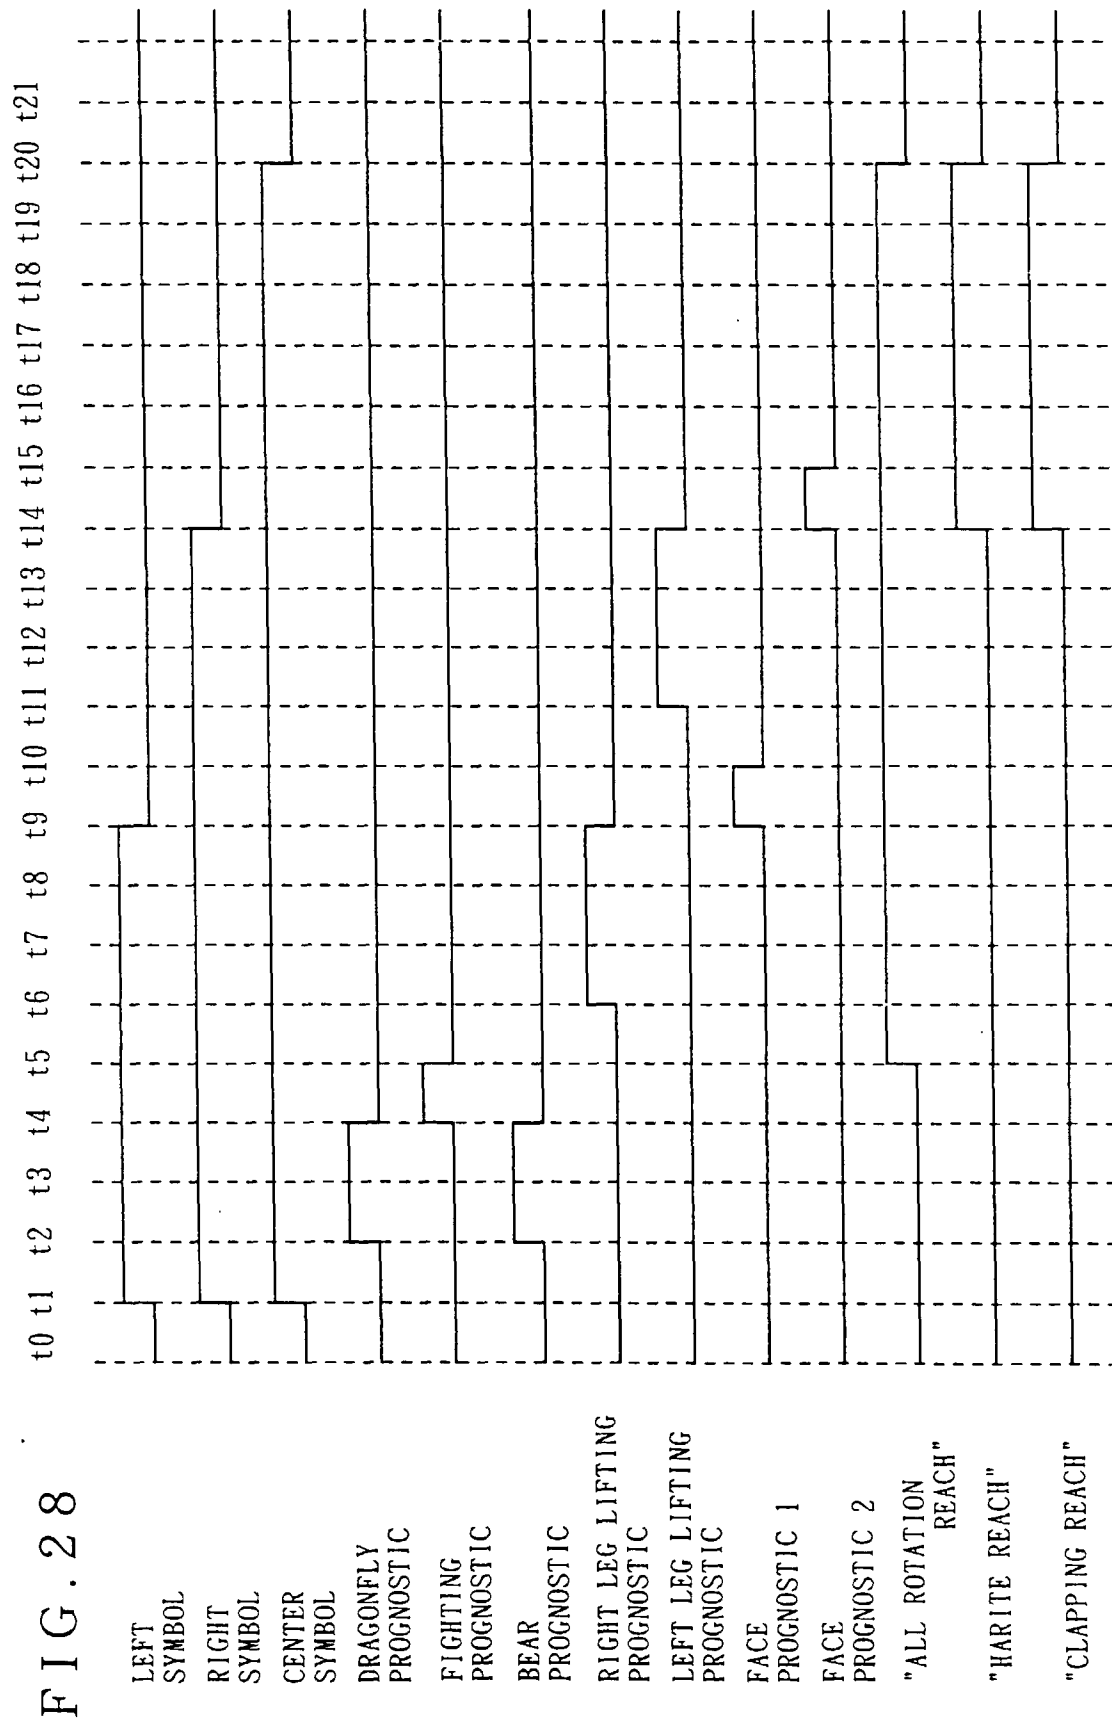 FIG.28
t0 t1 t2 t3 t4 t5 t6 t7 t8 t9 t10 t11 t12 t13 t14 t15 t16 t17 t18 t19 t20 t21
LEFT
SYMBOL
RIGHT
SYMBOL
CENTER
SYMBOL
DRAGONFLY
PROGNOSTIC
FIGHTING
PROGNOSTIC
BEAR
PROGNOSTIC
RIGHT LEG LIFTING
PROGNOSTIC
LEFT LEG LIFTING
PROGNOSTIC
FACE
PROGNOSTIC 1
FACE
PROGNOSTIC 2
"ALL ROTATION
REACH"
"HARITE REACH"
"CLAPPING REACH"